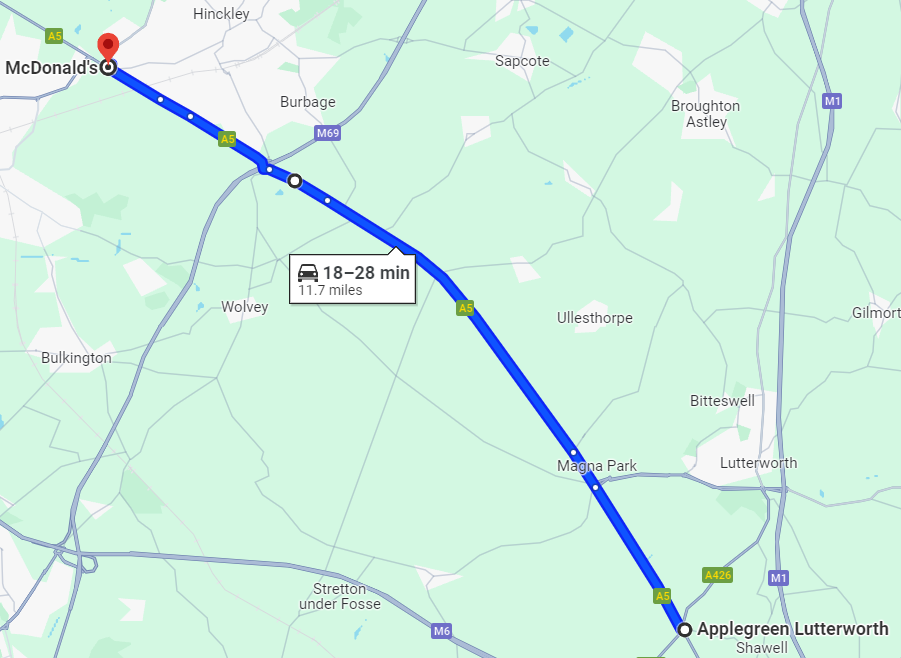 Hinckley
A5
McDonald's
Sapcote
M1
Burbage
Broughton
Astley
M69
A5
18–28 min
11.7 miles
Wolvey
A5
Ullesthorpe
Gilmort
Bulkington
Bitteswell
Magna Park
Lutterworth
A426
M1
Stretton
under Fosse
A5
M6
Applegreen Lutterworth
Shawell